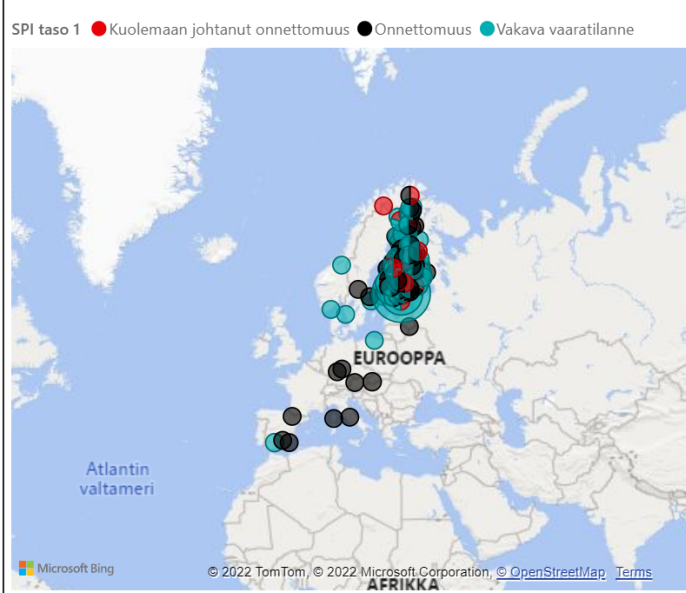 SPI taso 1 Kuolemaan johtanut onnettomuus Onnettomuus Vakava vaaratilanne
EUROOPPA
Atlantin
valtameri
Microsoft Bing
© 2022 TomTom, © 2022 Microsoft Corporation, © OpenStreetMap Terms
AFRIKKA